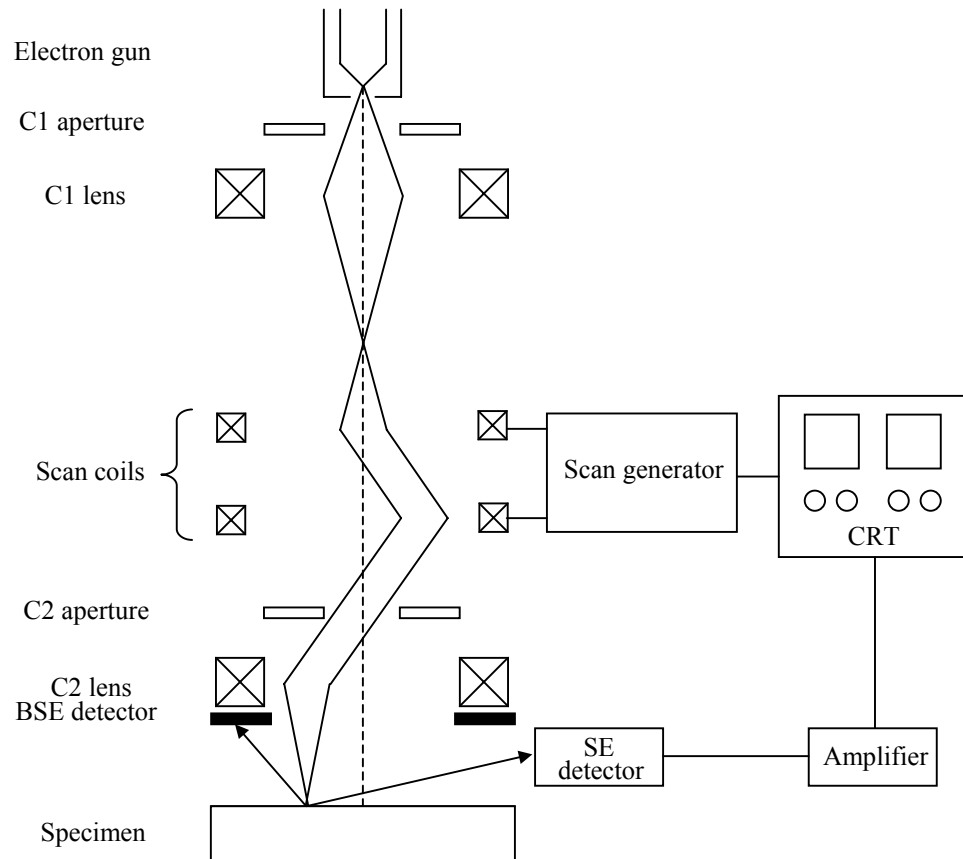 Electron gun
C1 aperture
C1 lens
Scan coils
Scan generator
CRT
C2 aperture
C2 lens
BSE detector
SE
detector
Amplifier
Specimen